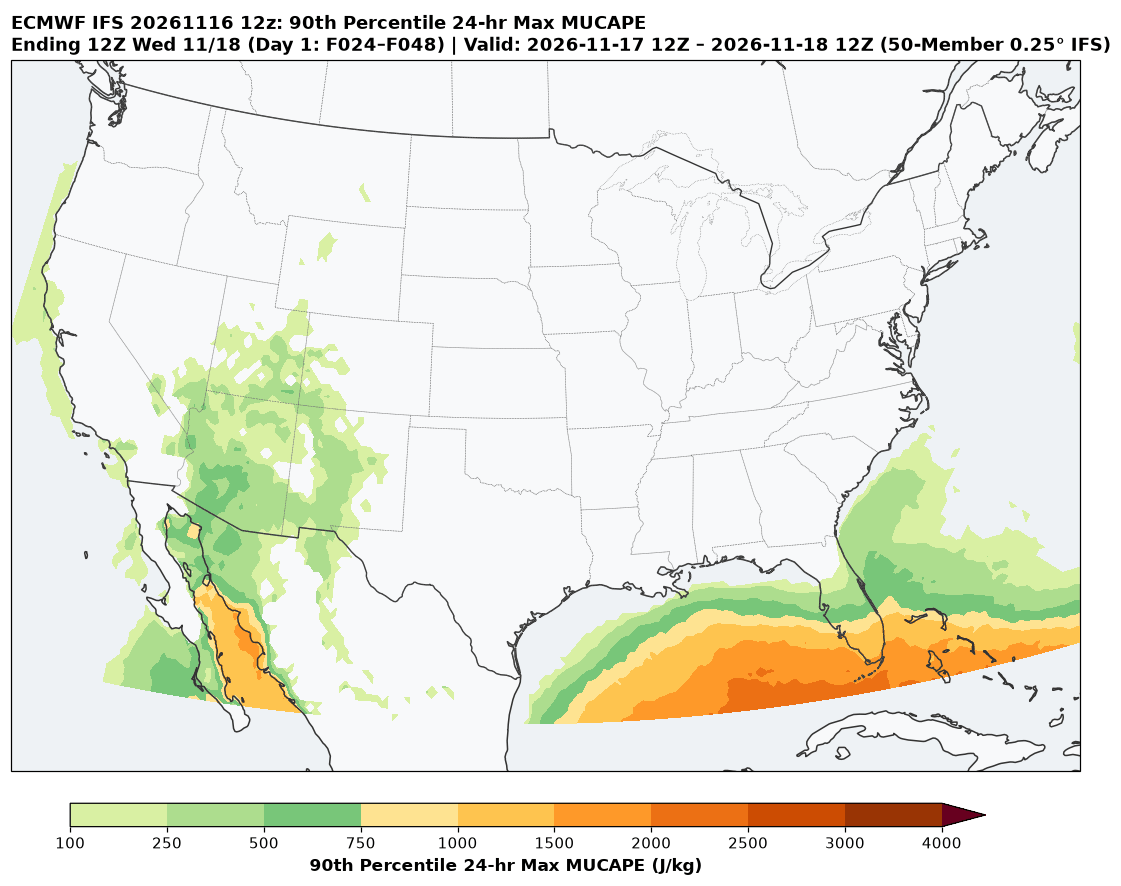 ECMWF IFS 20261116 12z: 90th Percentile 24-hr Max MUCAPE
Ending 12Z Wed 11/18 (Day 1: F024–F048) | Valid: 2026-11-17 12Z – 2026-11-18 12Z (50-Member 0.25° IFS)
100 250 500 750 1000 1500 2000 2500 3000 4000
90th Percentile 24-hr Max MUCAPE (J/kg)